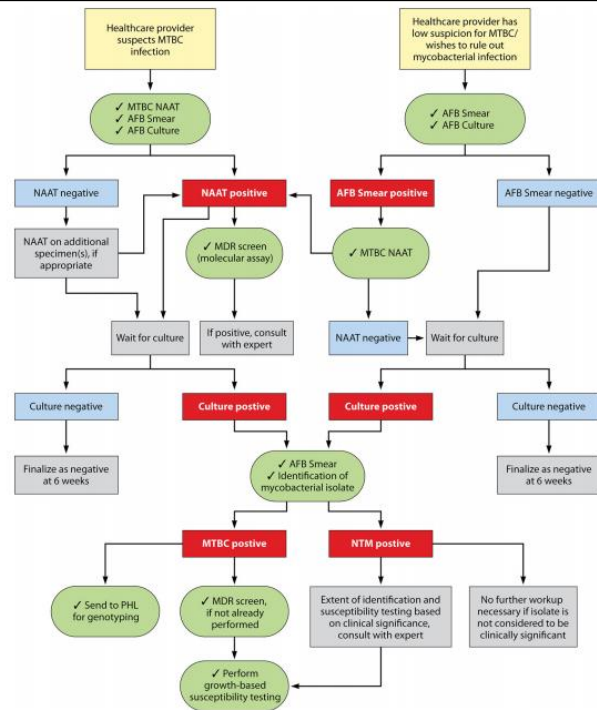 Healthcare provider
suspects MTBC
infection
Healthcare provider has
low suspicion for MTBC/
wishes to rule out
mycobacterial infection
✓ MTBC NAAT
✓ AFB Smear
✓ AFB Culture
✓ AFB Smear
✓ AFB Culture
NAAT negative
NAAT positive
AFB Smear positive
AFB Smear negative
NAAT on additional
specimen(s), if
appropriate
✓ MDR screen
(molecular assay)
✓ MTBC NAAT
Wait for culture
If positive, consult
with expert
NAAT negative
Wait for culture
Culture negative
Culture postive
Culture postive
Culture negative
Finalize as negative
at 6 weeks
✓ AFB Smear
✓ Identification of
mycobacterial isolate
Finalize as negative
at 6 weeks
MTBC postive
NTM postive
✓ Send to PHL
for genotyping
✓ MDR screen,
if not already
performed
Extent of identification and
susceptibility testing based
on clinical significance,
consult with expert
No further workup
necessary if isolate is
not considered to be
clinically significant
✓ Perform
growth-based
susceptibility testing